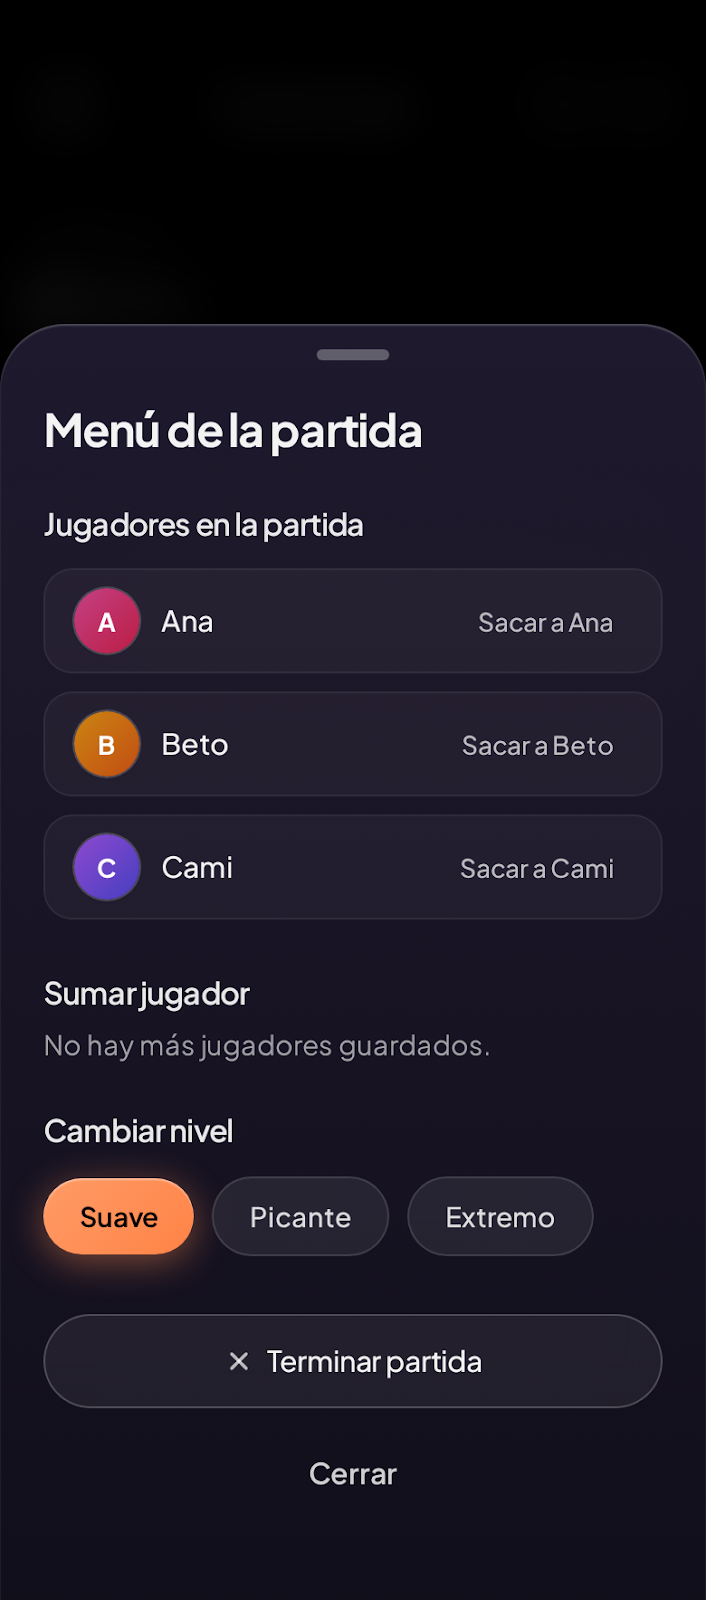 Menú de la partida
Jugadores en la partida
A Ana Sacar a Ana
B Beto Sacar a Beto
C Cami Sacar a Cami
Sumar jugador
No hay más jugadores guardados.
Cambiar nivel
Suave Picante Extremo
Terminar partida
Cerrar